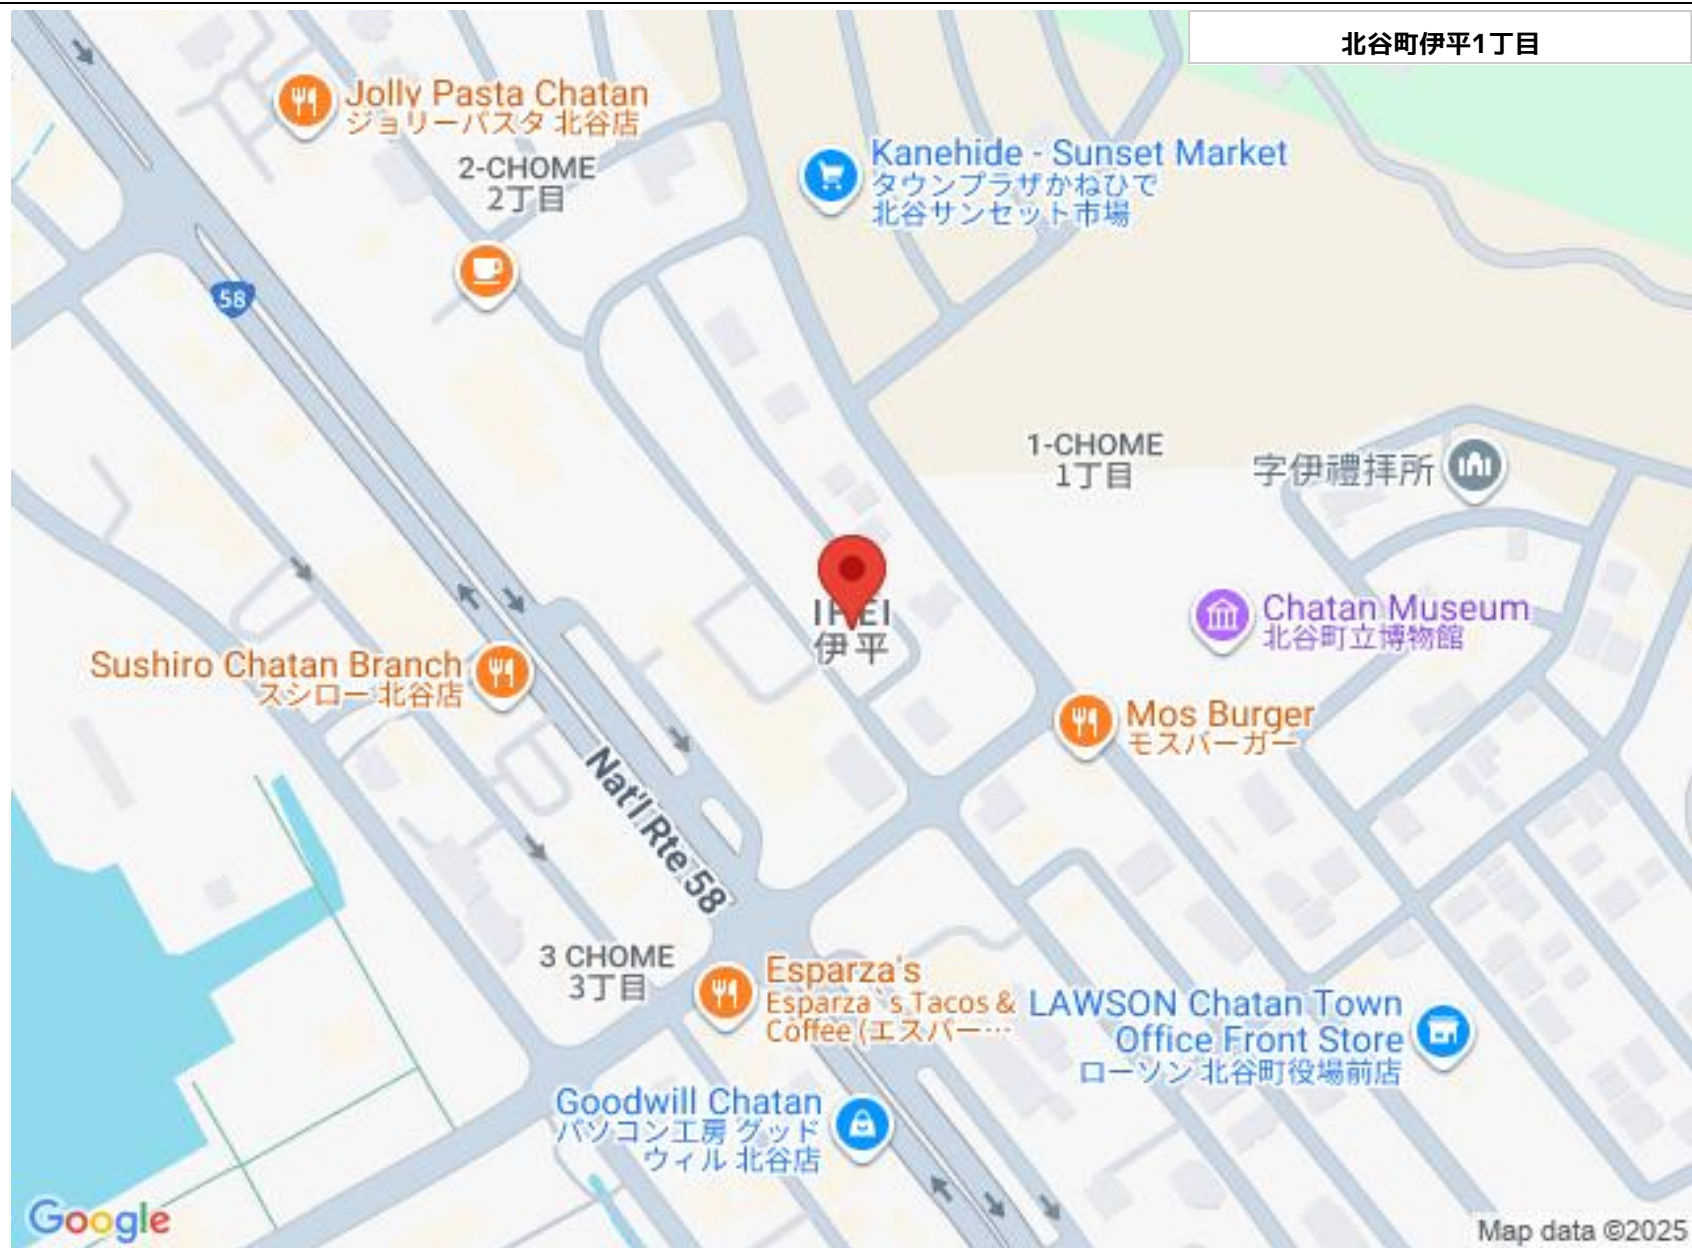 北谷町伊平1丁目
Jolly Pasta Chatan
ジョリーパスタ 北谷店
2-CHOME
2丁目
Kanehide - Sunset Market
タウンプラザかねひで
北谷サンセット市場
58
1-CHOME
1丁目
字伊禮拝所
伊平
Chatan Museum
北谷町立博物館
Sushiro Chatan Branch
スシロー 北谷店
Mos Burger
モスバーガー
Nat'l Rte 58
3 CHOME
3丁目
Esparza's
Esparza`s Tacos &
Coffee (エスパー…
LAWSON Chatan Town
Office Front Store
ローソン 北谷町役場前店
Goodwill Chatan
パソコン工房 グッド
ウィル 北谷店
Google
Map data ©2025